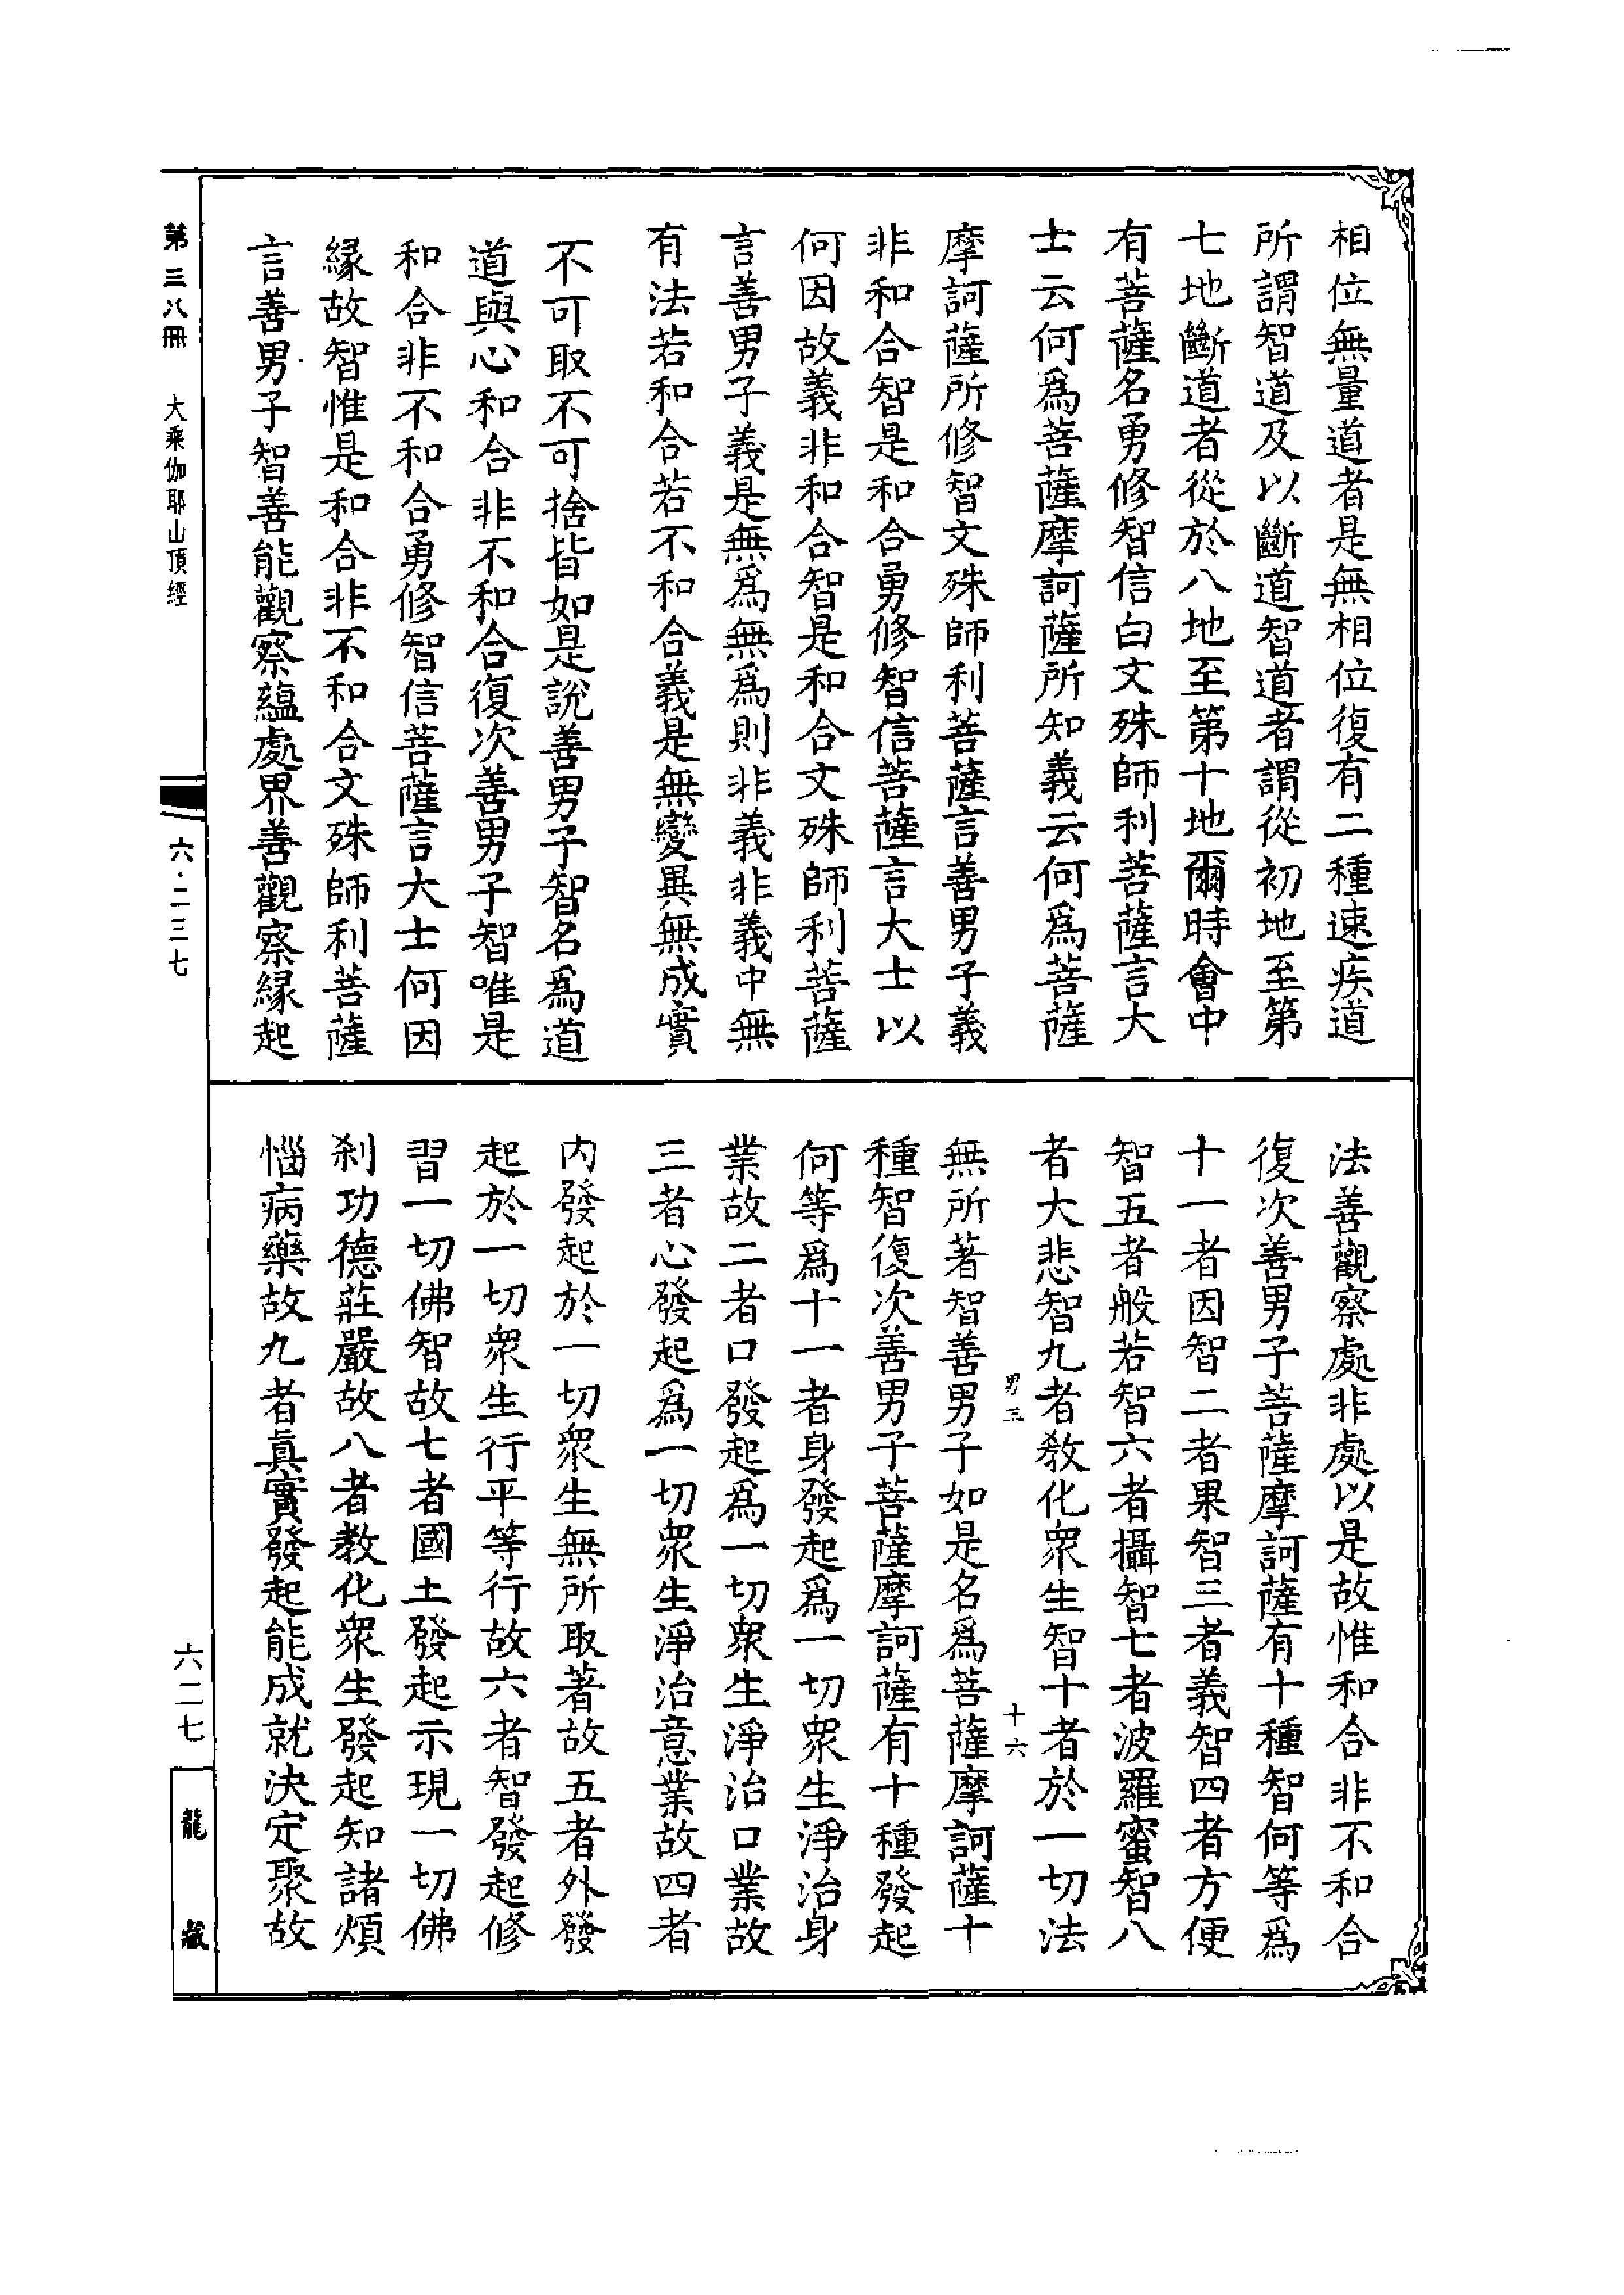 相位無量道者是無相位復有二種速疾道
所謂智道及以斷道智道者謂從初地至第
七地斷道者從於八地至第十地爾時會中
有菩薩名勇修智信白文殊師利菩薩言大
士云何爲菩薩摩訶薩所知義云何爲菩薩
摩訶薩所修智文殊師利菩薩言善男子義
非和合智是和合勇修智信菩薩言大士以
何因故義非和合智是和合文殊師利菩薩
言善男子義是無爲無爲則非義非義中無
有法若和合若不和合義是無變異無成實
不可取不可捨皆如是說善男子智名爲道
道與心和合非不和合復次善男子智唯是
和合非不和合勇修智信菩薩言大士何因
緣故智惟是和合非不和合文殊師利菩薩
言善男子智善能觀察蘊處界善觀察緣起
法善觀察處非處以是故惟和合非不和合
復次善男子菩薩摩訶薩有十種智何等爲
十一者因智二者果智三者義智四者方便
智五者般若智六者攝智七者波羅蜜智八
者大悲智九者教化眾生智十者於一切法
男三
十六
無所著智善男子如是名爲菩薩摩訶薩十
種智復次善男子菩薩摩訶薩有十種發起
何等爲十一者身發起爲一切眾生淨治身
業故二者口發起爲一切眾生淨治口業故
三者心發起爲一切眾生淨治意業故四者
內發起於一切眾生無所取著故五者外發
起於一切眾生行平等行故六者智發起修
習一切佛智故七者國土發起示現一切佛
刹功德莊嚴故八者教化眾生發起知諸煩
惱病藥故九者眞實發起能成就決定聚故
第三八冊 大乘伽耶山頂經
六·二三七
六二七
龍藏